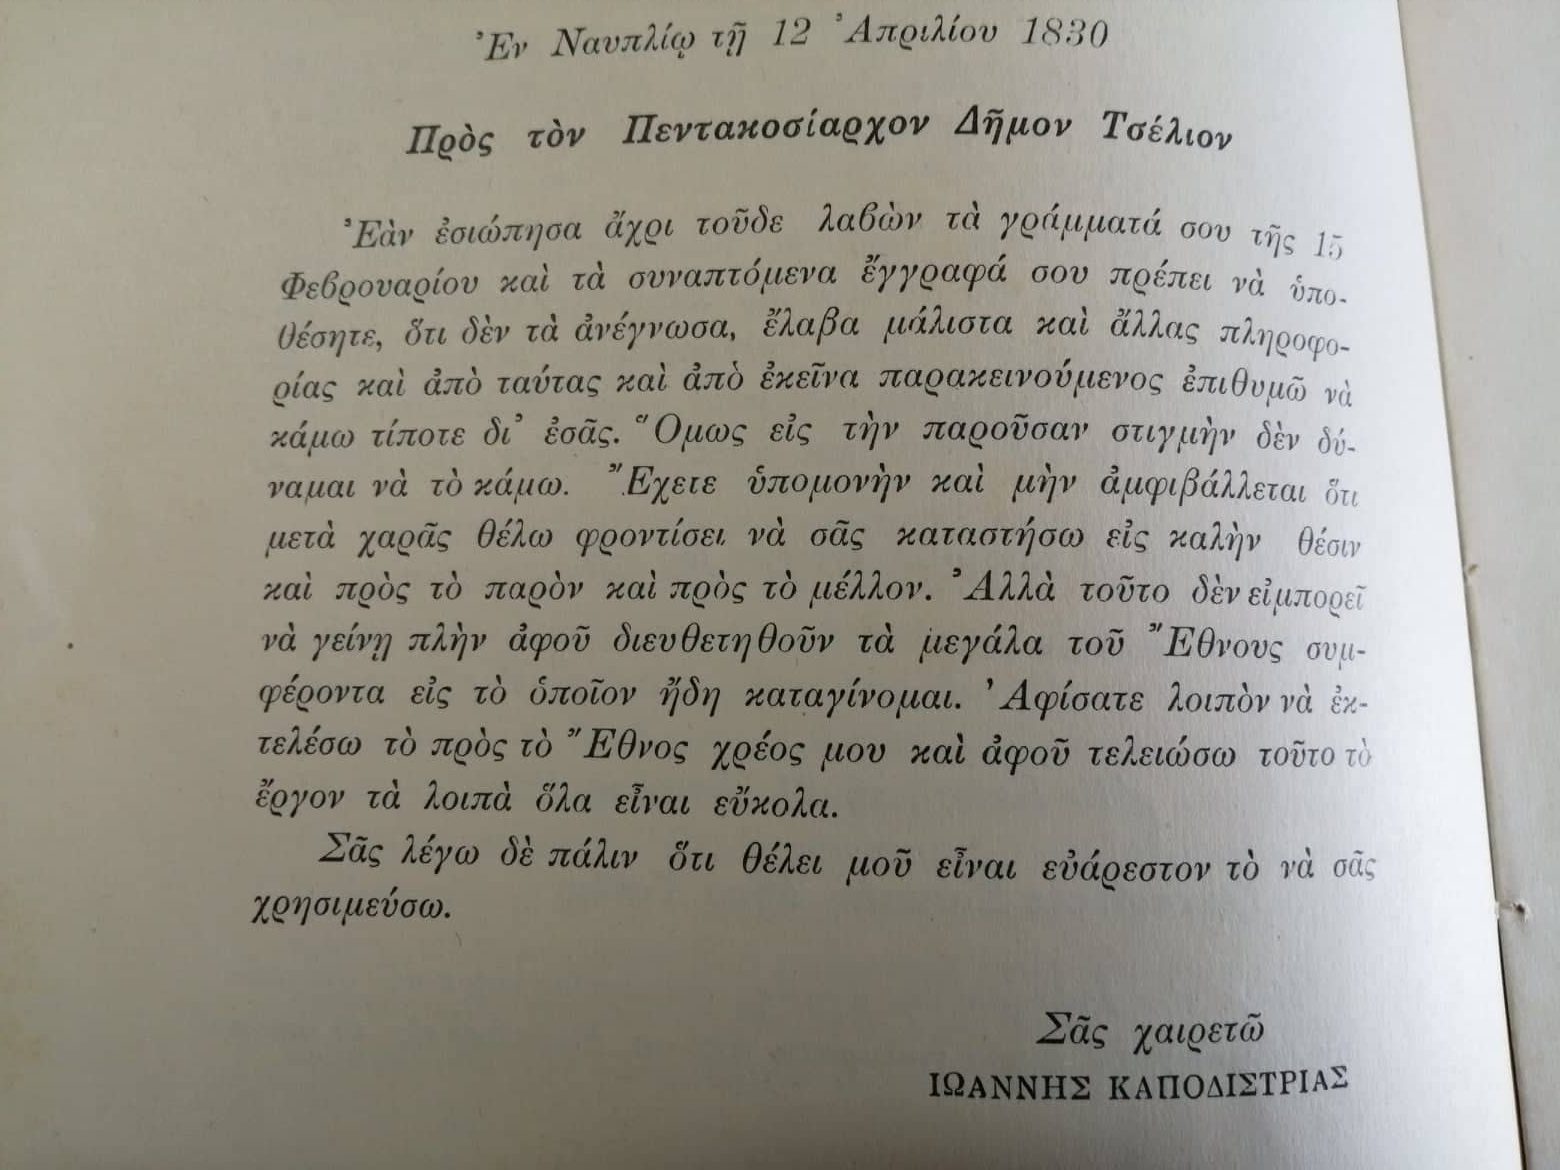 Ἐν Ναυπλίῳ τῇ 12 Ἀπριλίου 1830
Πρὸς τὸν Πεντακοσίαρχον Δῆμον Τσέλιον
Ἐὰν ἐσιώπησα ἄχρι τοῦδε λαβὼν τὰ γράμματά σου τῆς 15
Φεβρουαρίου καὶ τὰ συναπτόμενα ἔγγραφά σου πρέπει νὰ ὑπο-
θέσητε, ὅτι δὲν τὰ ἀνέγνωσα, ἔλαβα μάλιστα καὶ ἄλλας πληροφο-
ρίας καὶ ἀπὸ ταύτας καὶ ἀπὸ ἐκεῖνα παρακεινούμενος ἐπιθυμῶ νὰ
κάμω τίποτε δι' ἐσᾶς. Ὅμως εἰς τὴν παροῦσαν στιγμὴν δὲν δύ-
ναμαι νὰ τὸ κάμω. Ἔχετε ὑπομονὴν καὶ μὴν ἀμφιβάλλεται ὅτι
μετὰ χαρᾶς θέλω φροντίσει νὰ σᾶς καταστήσω εἰς καλὴν θέσιν
καὶ πρὸς τὸ παρὸν καὶ πρὸς τὸ μέλλον. Ἀλλὰ τοῦτο δὲν εἰμπορεῖ
νὰ γείνῃ πλὴν ἀφοῦ διευθετηθοῦν τὰ μεγάλα τοῦ Ἔθνους συμ-
φέροντα εἰς τὸ ὁποῖον ἤδη καταγίνομαι. Ἀφίσατε λοιπὸν νὰ ἐκ-
τελέσω τὸ πρὸς τὸ Ἔθνος χρέος μου καὶ ἀφοῦ τελειώσω τοῦτο τὸ
ἔργον τὰ λοιπὰ ὅλα εἶναι εὔκολα.
Σᾶς λέγω δὲ πάλιν ὅτι θέλει μοῦ εἶναι εὐάρεστον τὸ νὰ σᾶς
χρησιμεύσω.
Σᾶς χαιρετῶ
ΙΩΑΝΝΗΣ ΚΑΠΟΔΙΣΤΡΙΑΣ